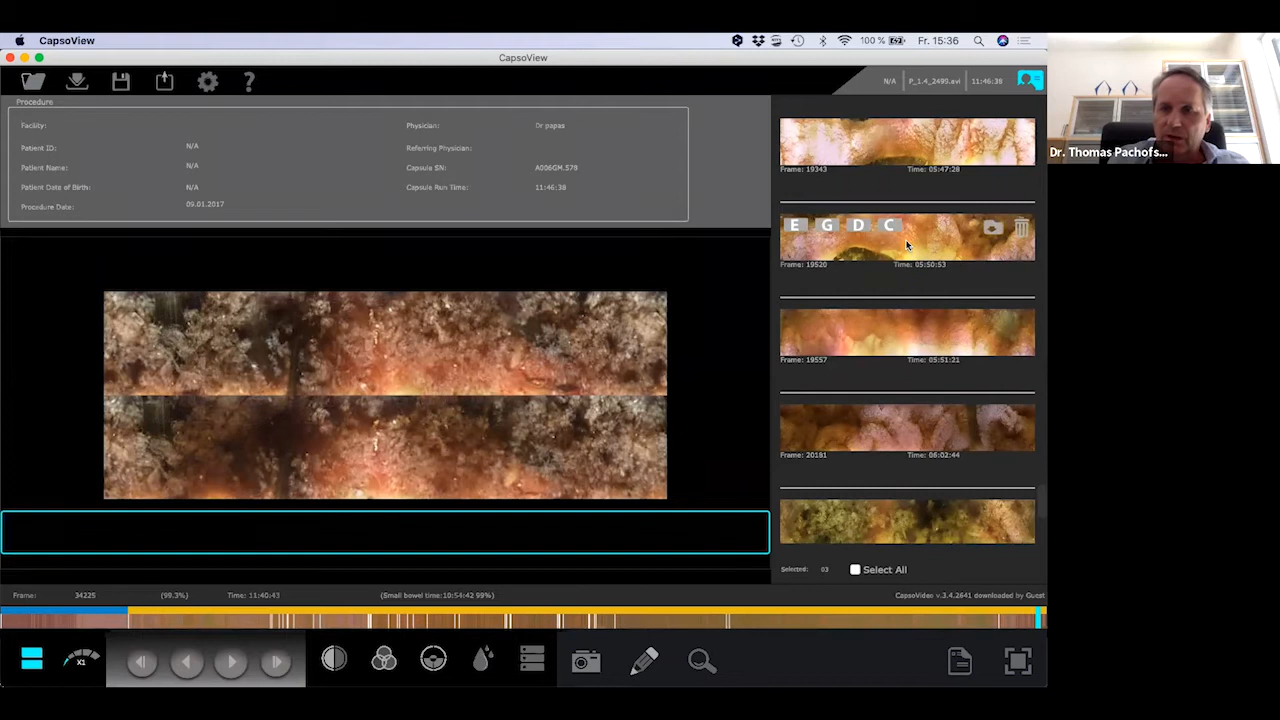 CapsoView
100 %
Fr. 15:36
CapsoView
N/A
P_1.4_2499.avi
11:46:38
Procedure
Facility:
Physician:
Dr papas
Patient ID:
N/A
Referring Physician:
Patient Name:
N/A
Capsule SN:
A006GM.578
Patient Date of Birth:
N/A
Capsule Run Time:
11:46:38
Procedure Date:
09.01.2017
Dr. Thomas Pachofs...
Frame: 19343
Time: 05:47:28
E G D C
Frame: 19520
Time: 05:50:53
Frame: 19557
Time: 05:51:21
Frame: 20181
Time: 06:02:44
Selected: 03
Select All
Frame: 34225
(99.3%)
Time: 11:40:43
(Small bowel time:10:54:42 99%)
CapsoVideo v.3.4.2641 downloaded by Guest
X1